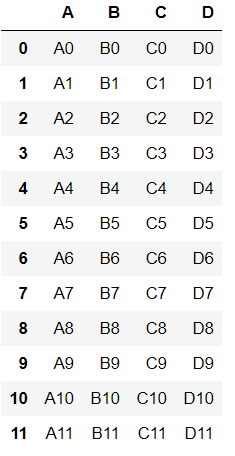 A B C D
0 A0 B0 C0 D0
1 A1 B1 C1 D1
2 A2 B2 C2 D2
3 A3 B3 C3 D3
4 A4 B4 C4 D4
5 A5 B5 C5 D5
6 A6 B6 C6 D6
7 A7 B7 C7 D7
8 A8 B8 C8 D8
9 A9 B9 C9 D9
10 A10 B10 C10 D10
11 A11 B11 C11 D11